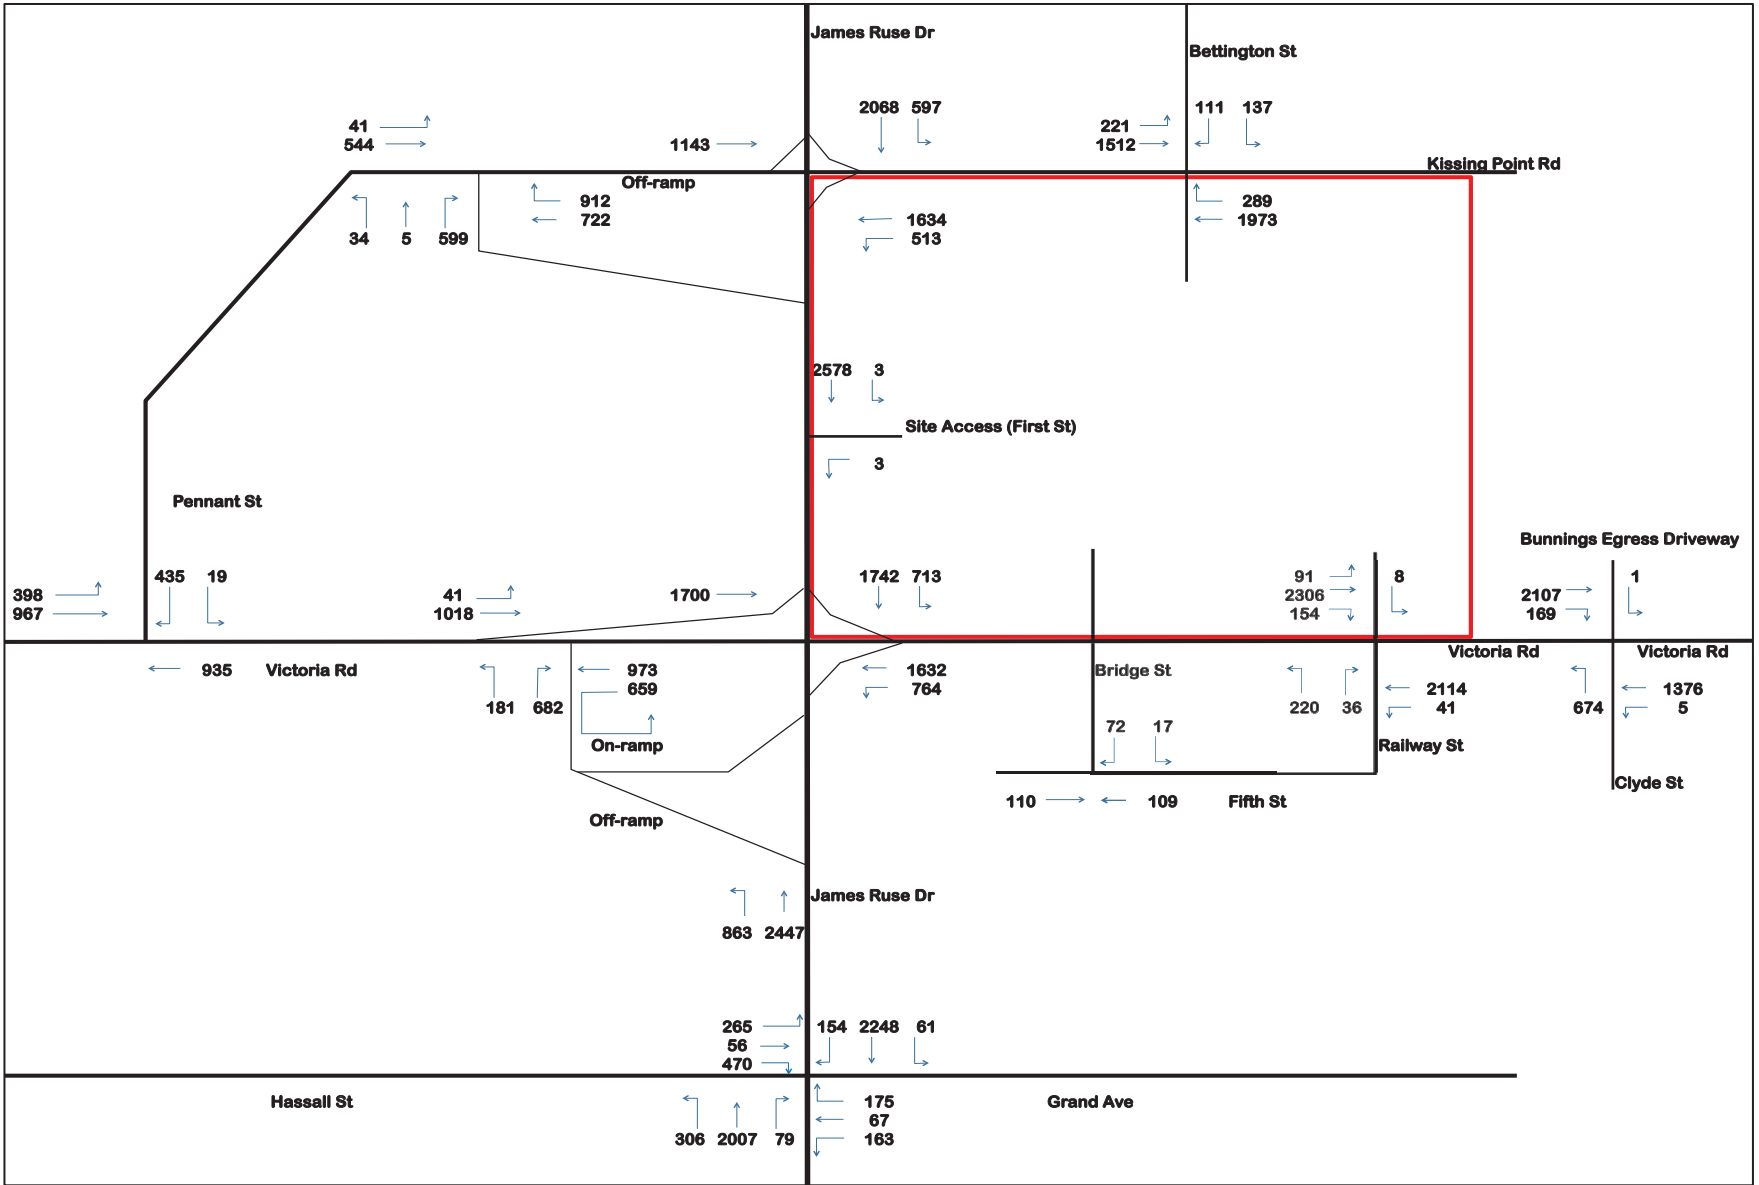 James Ruse Dr
Bettington St
2068 597
111 137
41
221
544
1143
1512
Kissing Point Rd
Off-ramp
912
289
722
1634
1973
34 5 599
513
2578 3
Site Access (First St)
3
Pennant St
Bunnings Egress Driveway
435 19
1742 713
91
8
1
398
41
1700
2306
2107
967
1018
154
169
Victoria Rd
Victoria Rd
935
Victoria Rd
973
1632
Bridge St
659
764
2114
1376
181 682
220 36
41
674
5
72 17
On-ramp
Railway St
Clyde St
110
109
Fifth St
Off-ramp
James Ruse Dr
863 2447
265
154 2248 61
56
470
Hassall St
175
Grand Ave
67
306 2007 79
163